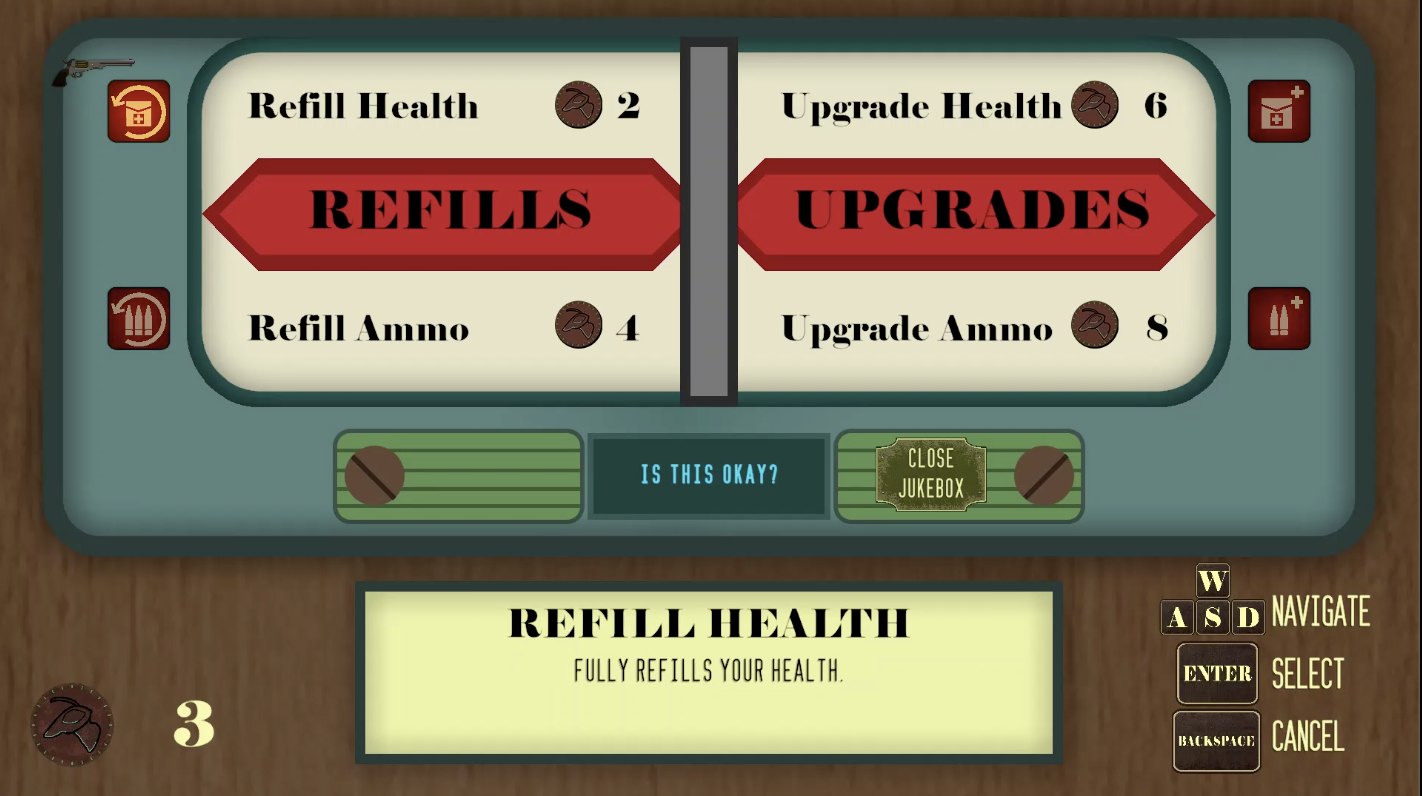 Refill Health 2
Upgrade Health 6
REFILLS
UPGRADES
Refill Ammo 4
Upgrade Ammo 8
IS THIS OKAY?
CLOSE
JUKEBOX
REFILL HEALTH
FULLY REFILLS YOUR HEALTH.
3
W
A S D NAVIGATE
ENTER SELECT
BACKSPACE CANCEL